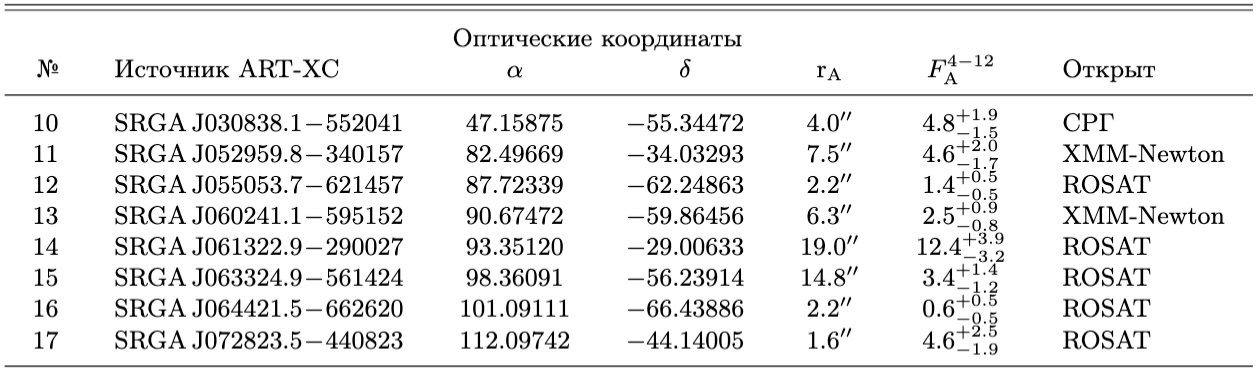 Оптические координаты
№ Источник ART-XC α δ r_A F_A^{4−12} Открыт
10 SRGA J030838.1−552041 47.15875 −55.34472 4.0″ 4.8^{+1.9}_{−1.5} СРГ
11 SRGA J052959.8−340157 82.49669 −34.03293 7.5″ 4.6^{+2.0}_{−1.7} XMM-Newton
12 SRGA J055053.7−621457 87.72339 −62.24863 2.2″ 1.4^{+0.5}_{−0.5} ROSAT
13 SRGA J060241.1−595152 90.67472 −59.86456 6.3″ 2.5^{+0.9}_{−0.8} XMM-Newton
14 SRGA J061322.9−290027 93.35120 −29.00633 19.0″ 12.4^{+3.9}_{−3.2} ROSAT
15 SRGA J063324.9−561424 98.36091 −56.23914 14.8″ 3.4^{+1.4}_{−1.2} ROSAT
16 SRGA J064421.5−662620 101.09111 −66.43886 2.2″ 0.6^{+0.5}_{−0.5} ROSAT
17 SRGA J072823.5−440823 112.09742 −44.14005 1.6″ 4.6^{+2.5}_{−1.9} ROSAT